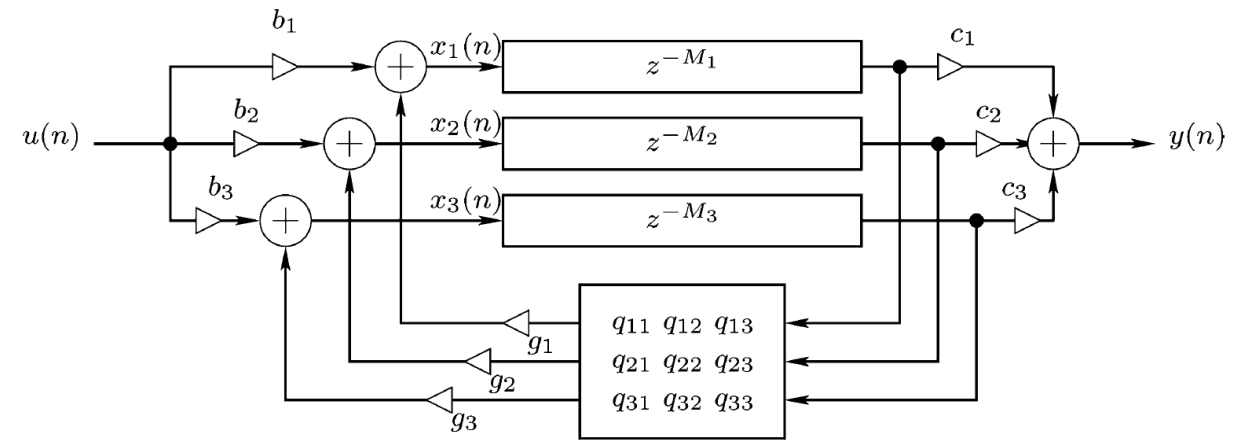 b₁
x₁(n)
z^{-M₁}
c₁
u(n)
b₂
x₂(n)
z^{-M₂}
c₂
y(n)
b₃
x₃(n)
z^{-M₃}
c₃
+
+
+
+
g₁
q₁₁ q₁₂ q₁₃
g₂
q₂₁ q₂₂ q₂₃
g₃
q₃₁ q₃₂ q₃₃